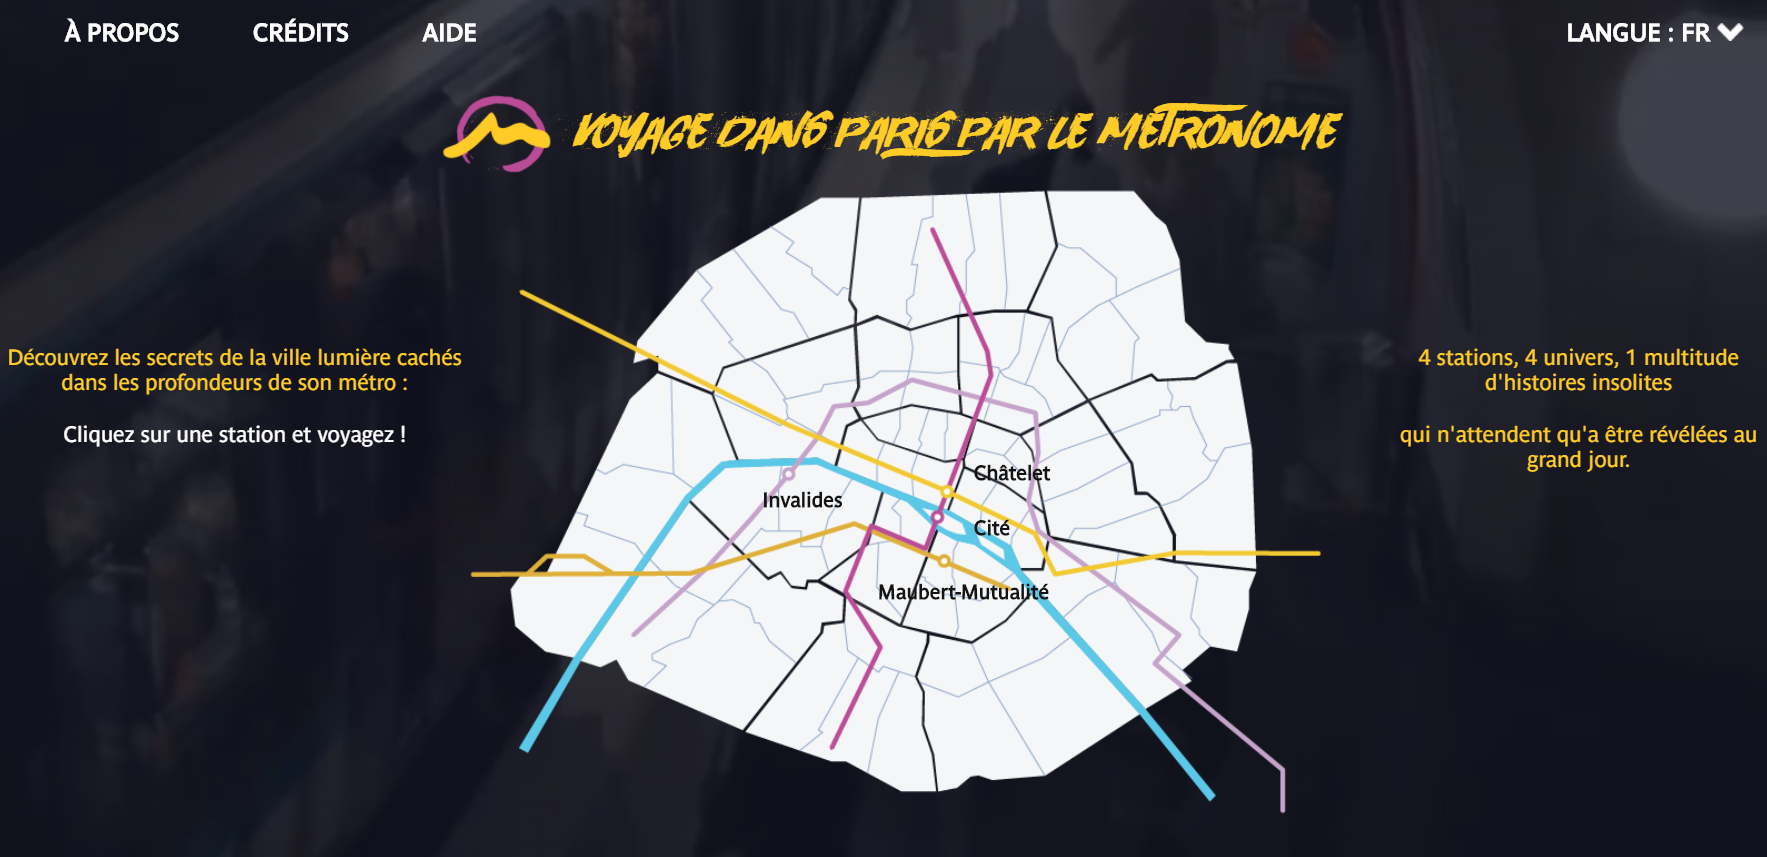 À PROPOS
CRÉDITS
AIDE
LANGUE : FR
VOYAGE DANS PARIS PAR LE MÉTRONOME
Découvrez les secrets de la ville lumière cachés
dans les profondeurs de son métro :
Cliquez sur une station et voyagez !
Châtelet
Invalides
Cité
Maubert-Mutualité
4 stations, 4 univers, 1 multitude
d'histoires insolites
qui n'attendent qu'a être révélées au
grand jour.